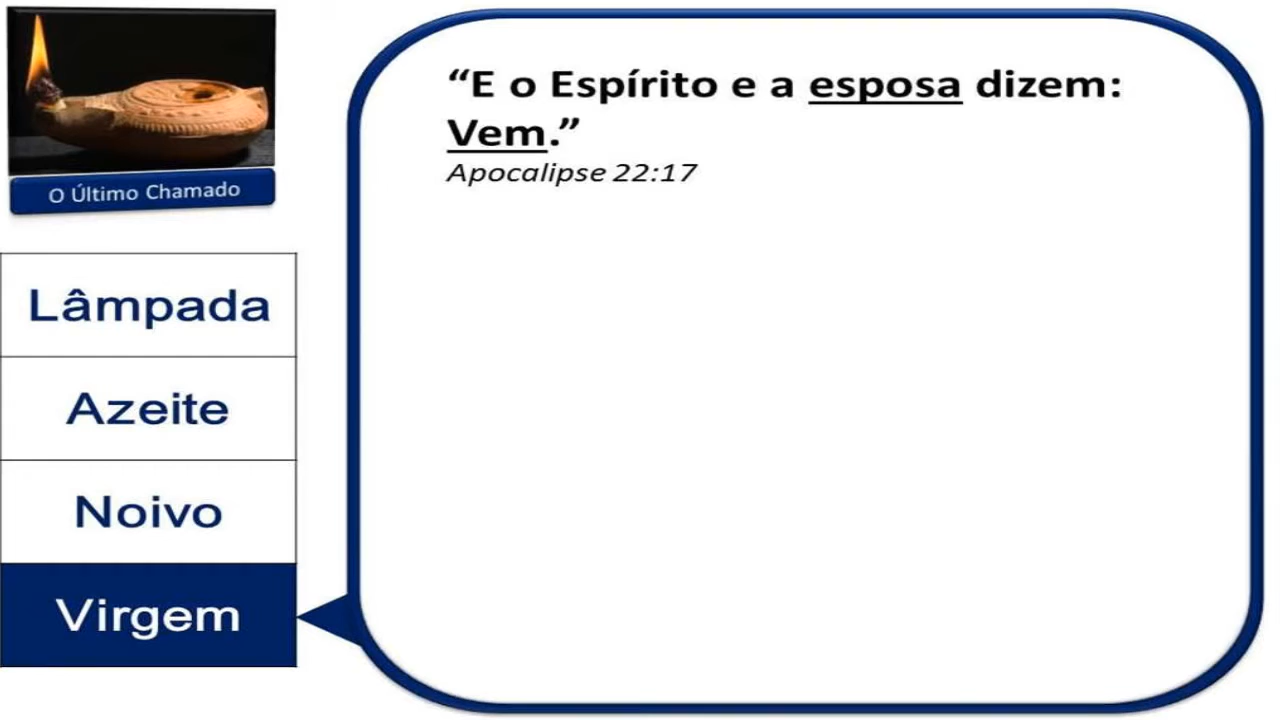 O Último Chamado
Lâmpada
Azeite
Noivo
Virgem
“E o Espírito e a esposa dizem:
Vem.”
Apocalipse 22:17